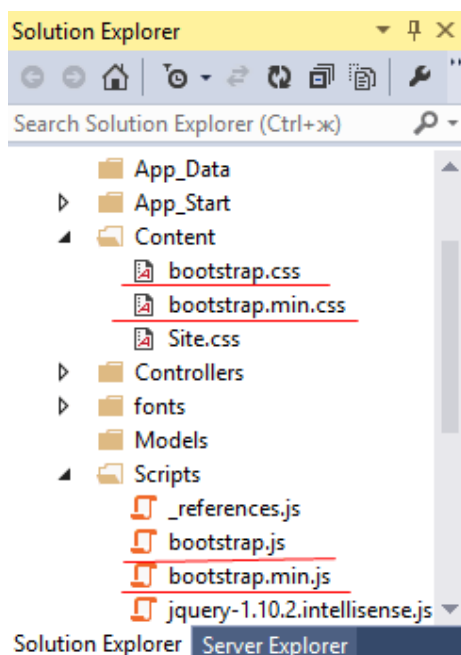 Solution Explorer
Search Solution Explorer (Ctrl+ж)
App_Data
App_Start
Content
bootstrap.css
bootstrap.min.css
Site.css
Controllers
fonts
Models
Scripts
_references.js
bootstrap.js
bootstrap.min.js
jquery-1.10.2.intellisense.js
Solution Explorer Server Explorer